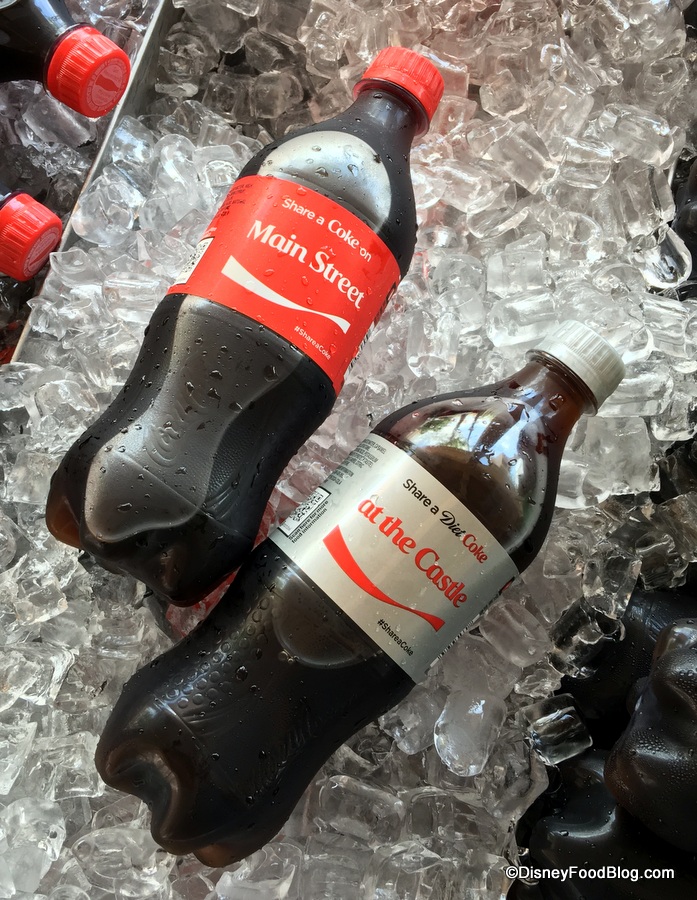 Share a Coke on
Main Street
#ShareaCoke
Share a Diet Coke
at the Castle
#ShareaCoke
©DisneyFoodBlog.com